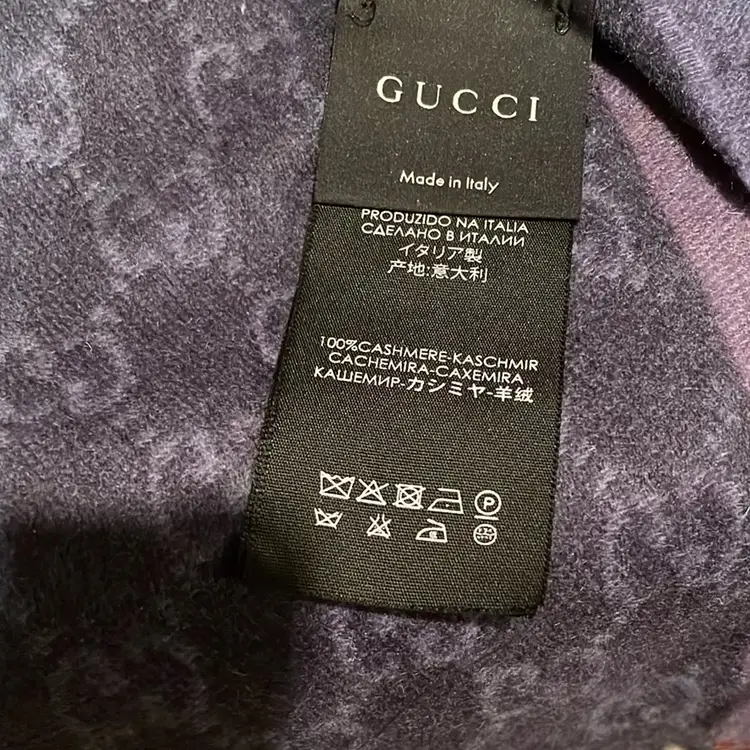 GUCCI
Made in Italy
PRODUZIDO NA ITALIA
СДЕЛАНО В ИТАЛИИ
イタリア製
产地:意大利
100%CASHMERE-KASCHMIR
CACHEMIRA-CAXEMIRA
КАШЕМИР-カシミヤ-羊绒
P